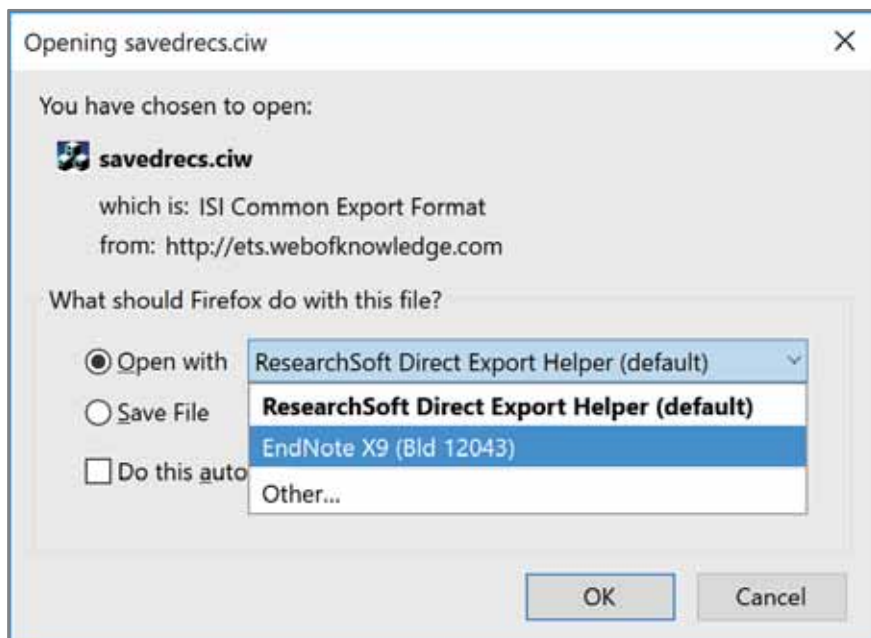 Opening savedrecs.ciw
You have chosen to open:
savedrecs.ciw
which is: ISI Common Export Format
from: http://ets.webofknowledge.com
What should Firefox do with this file?
Open with ResearchSoft Direct Export Helper (default)
Save File
ResearchSoft Direct Export Helper (default)
EndNote X9 (Bld 12043)
Other...
Do this auto
OK Cancel